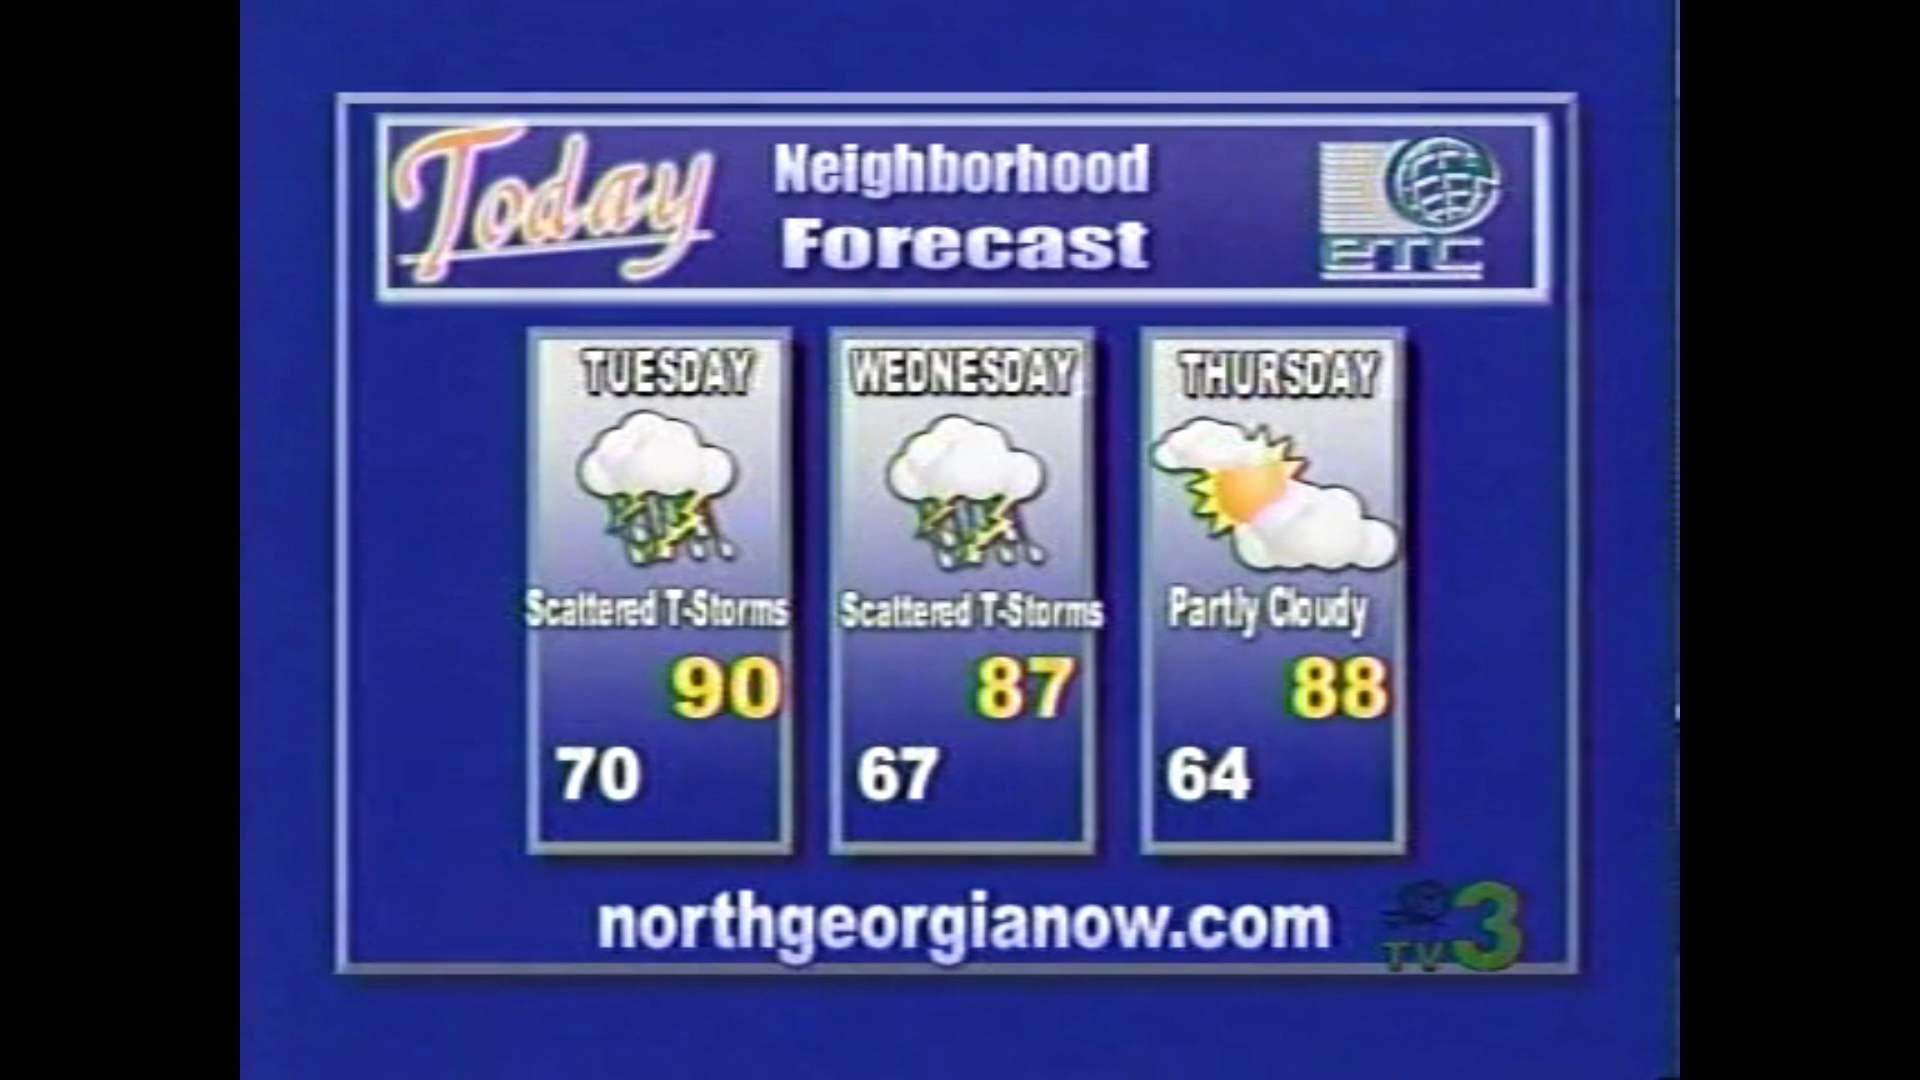 Today
Neighborhood
Forecast
ETC
TUESDAY
Scattered T-Storms
90
70
WEDNESDAY
Scattered T-Storms
87
67
THURSDAY
Partly Cloudy
88
64
northgeorgianow.com
TV3